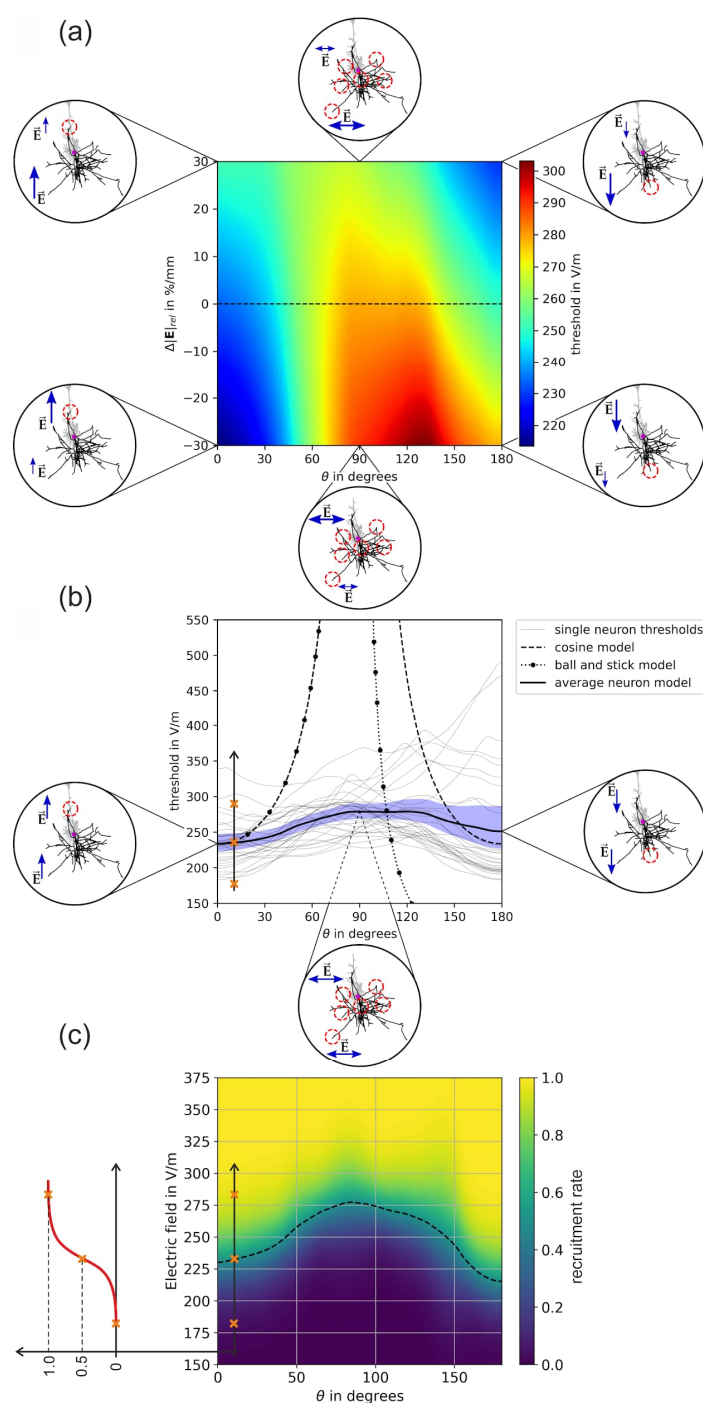 (a)
E⃗
E⃗
E⃗
E⃗
E⃗
30
20
10
0
−10
−20
−30
Δ|E|rel in %/mm
0 30 60 90 120 150 180
θ in degrees
300
290
280
270
260
250
240
230
220
threshold in V/m
E⃗
E⃗
E⃗
E⃗
E⃗
E⃗
(b)
550
500
450
400
350
300
250
200
150
threshold in V/m
0 30 60 90 120 150 180
θ in degrees
single neuron thresholds
cosine model
ball and stick model
average neuron model
E⃗
E⃗
E⃗
E⃗
E⃗
E⃗
(c)
375
350
325
300
275
250
225
200
175
150
Electric field in V/m
0 50 100 150
θ in degrees
1.0
0.8
0.6
0.4
0.2
0.0
recruitment rate
1.0
0.5
0